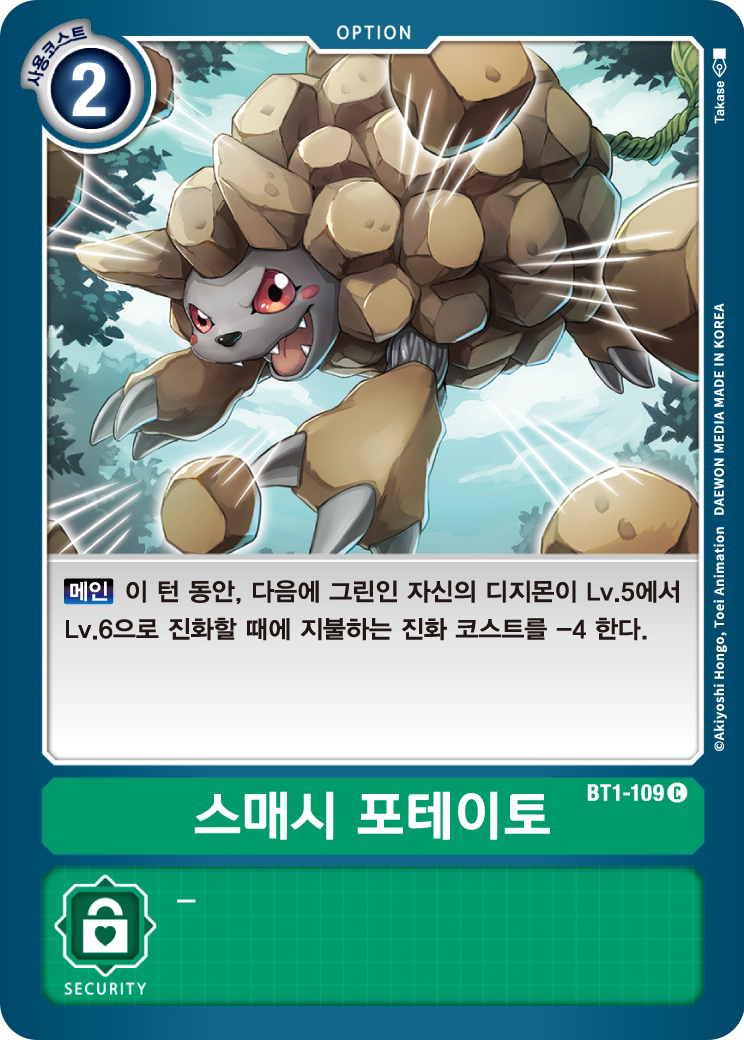 OPTION
사용코스트
2
Takase
메인 이 턴 동안, 다음에 그린인 자신의 디지몬이 Lv.5에서
Lv.6으로 진화할 때에 지불하는 진화 코스트를 -4 한다.
©Akiyoshi Hongo, Toei Animation DAEWON MEDIA MADE IN KOREA
BT1-109 C
스매시 포테이토
–
SECURITY